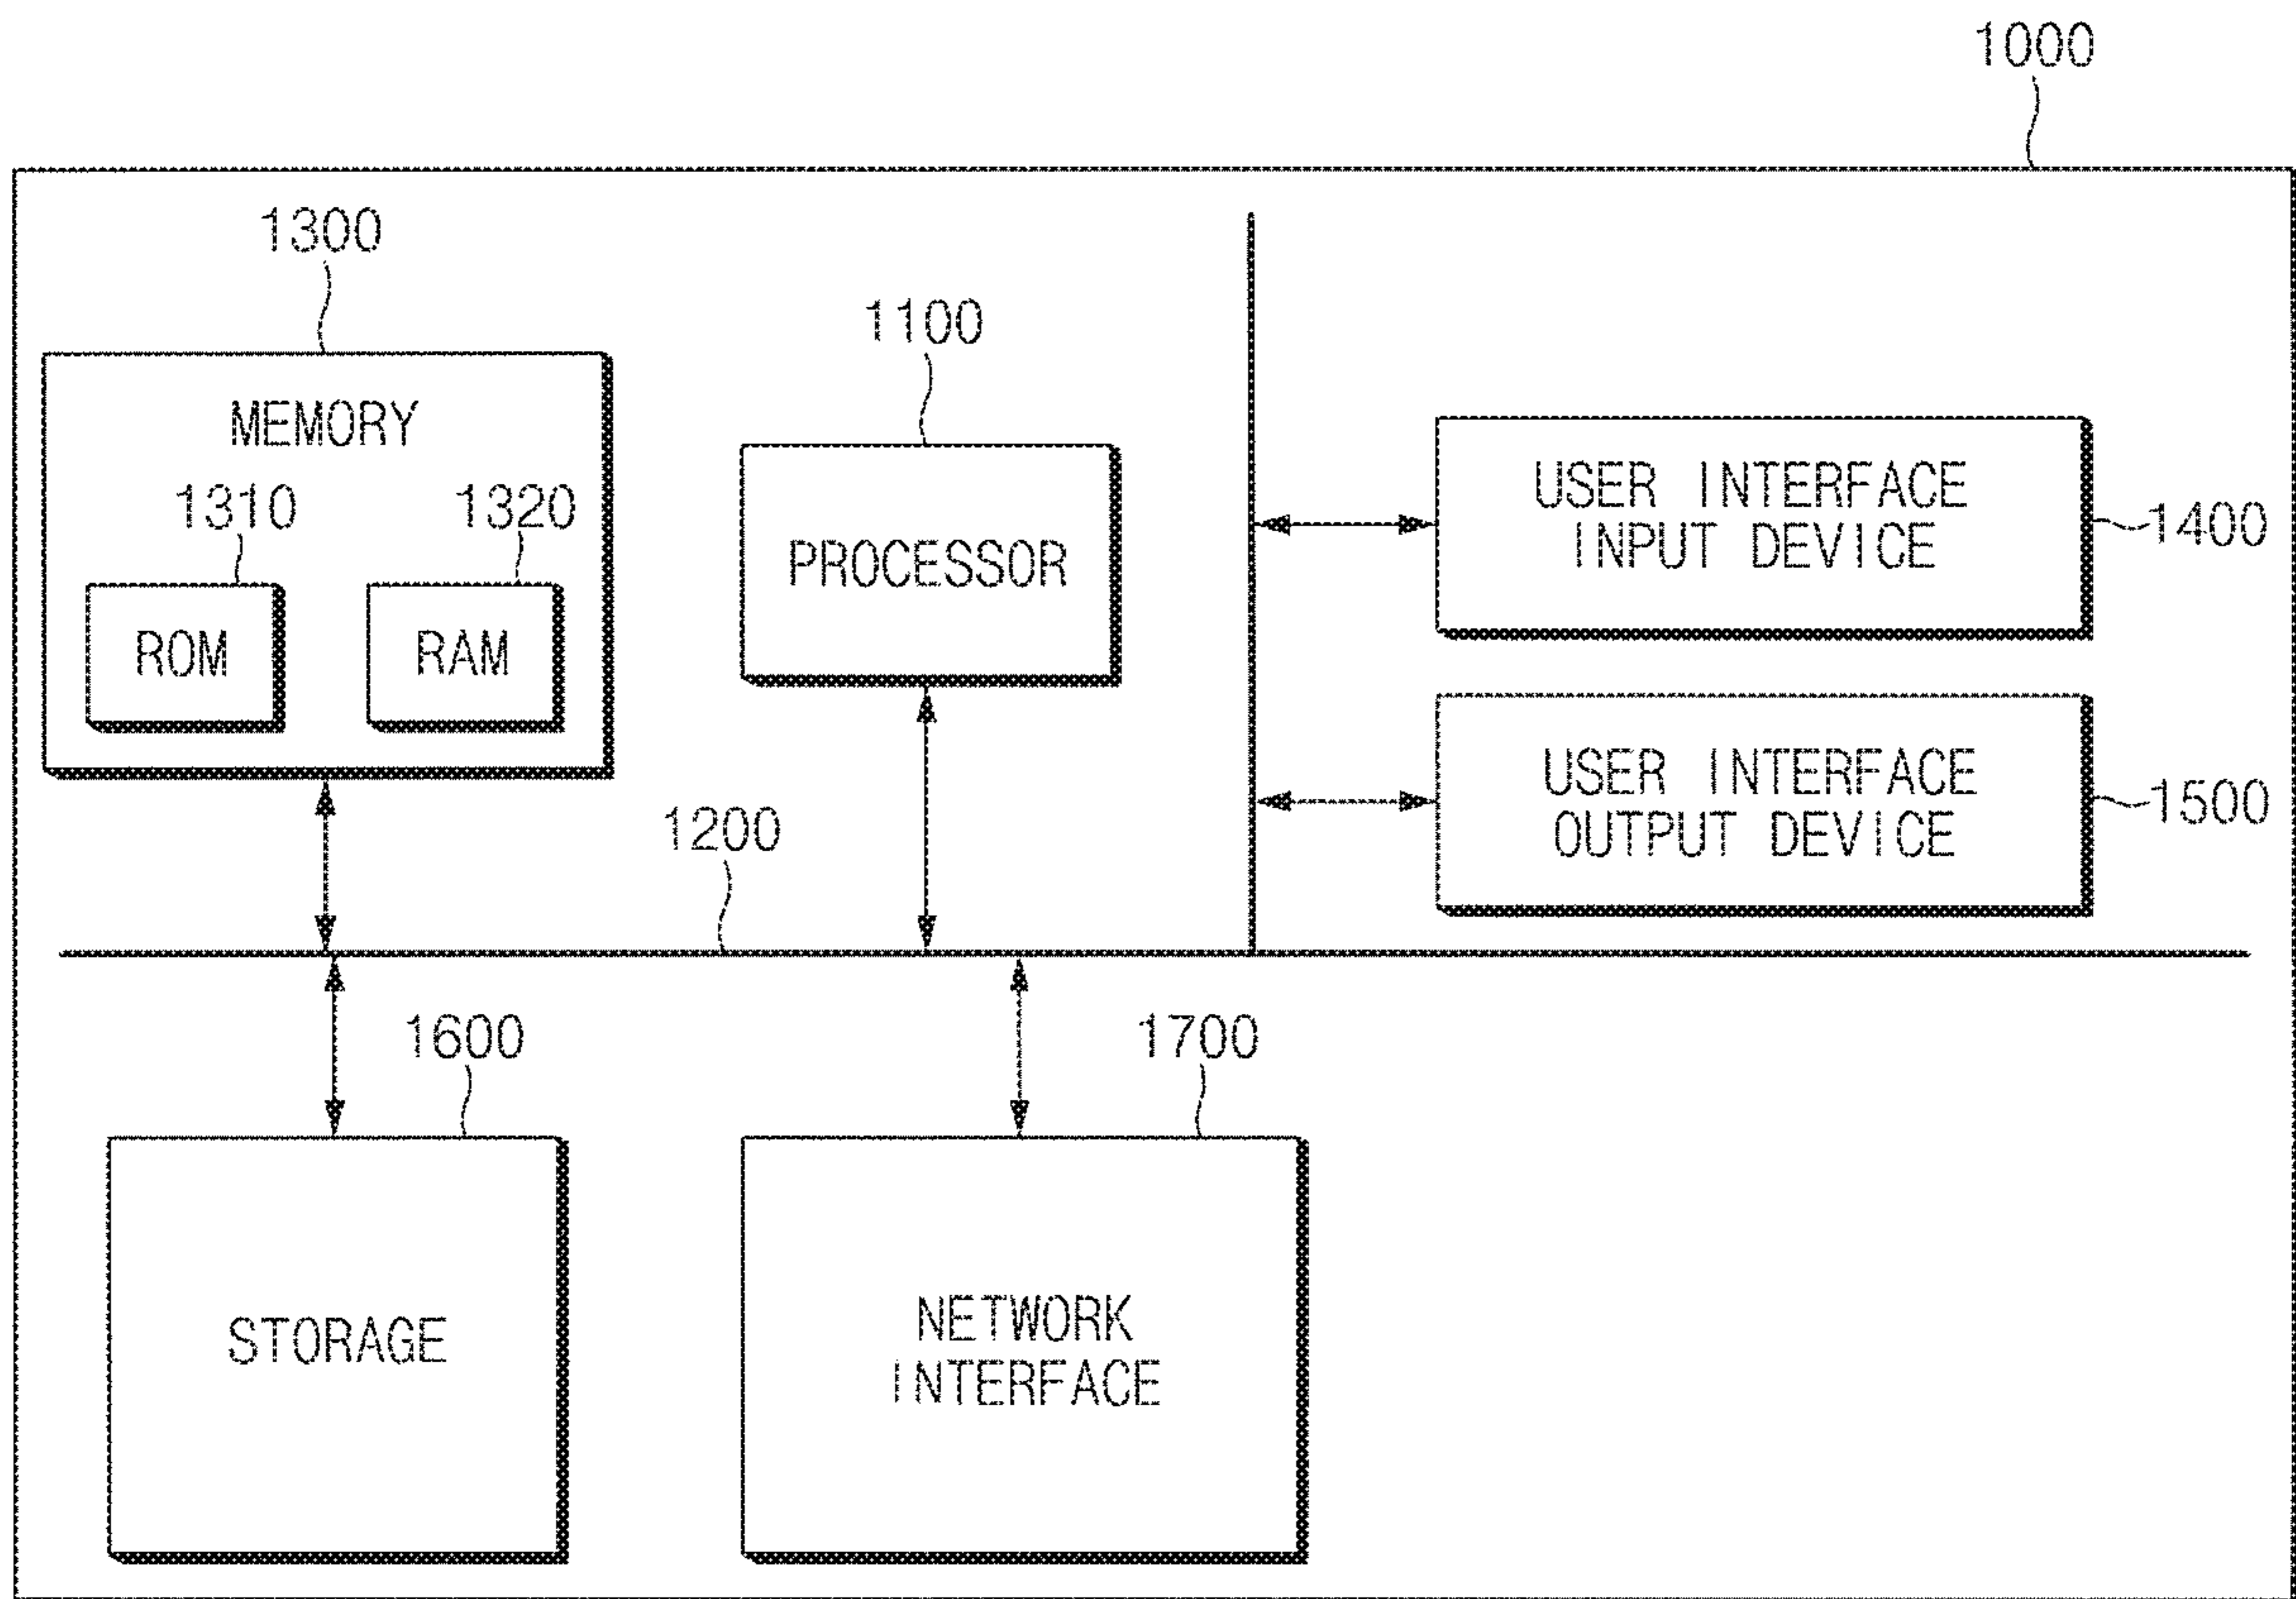 1000
1300
MEMORY
1310
1320
ROM
RAM
1100
PROCESSOR
USER INTERFACE
INPUT DEVICE
1400
USER INTERFACE
OUTPUT DEVICE
1500
1200
1600
STORAGE
1700
NETWORK
INTERFACE